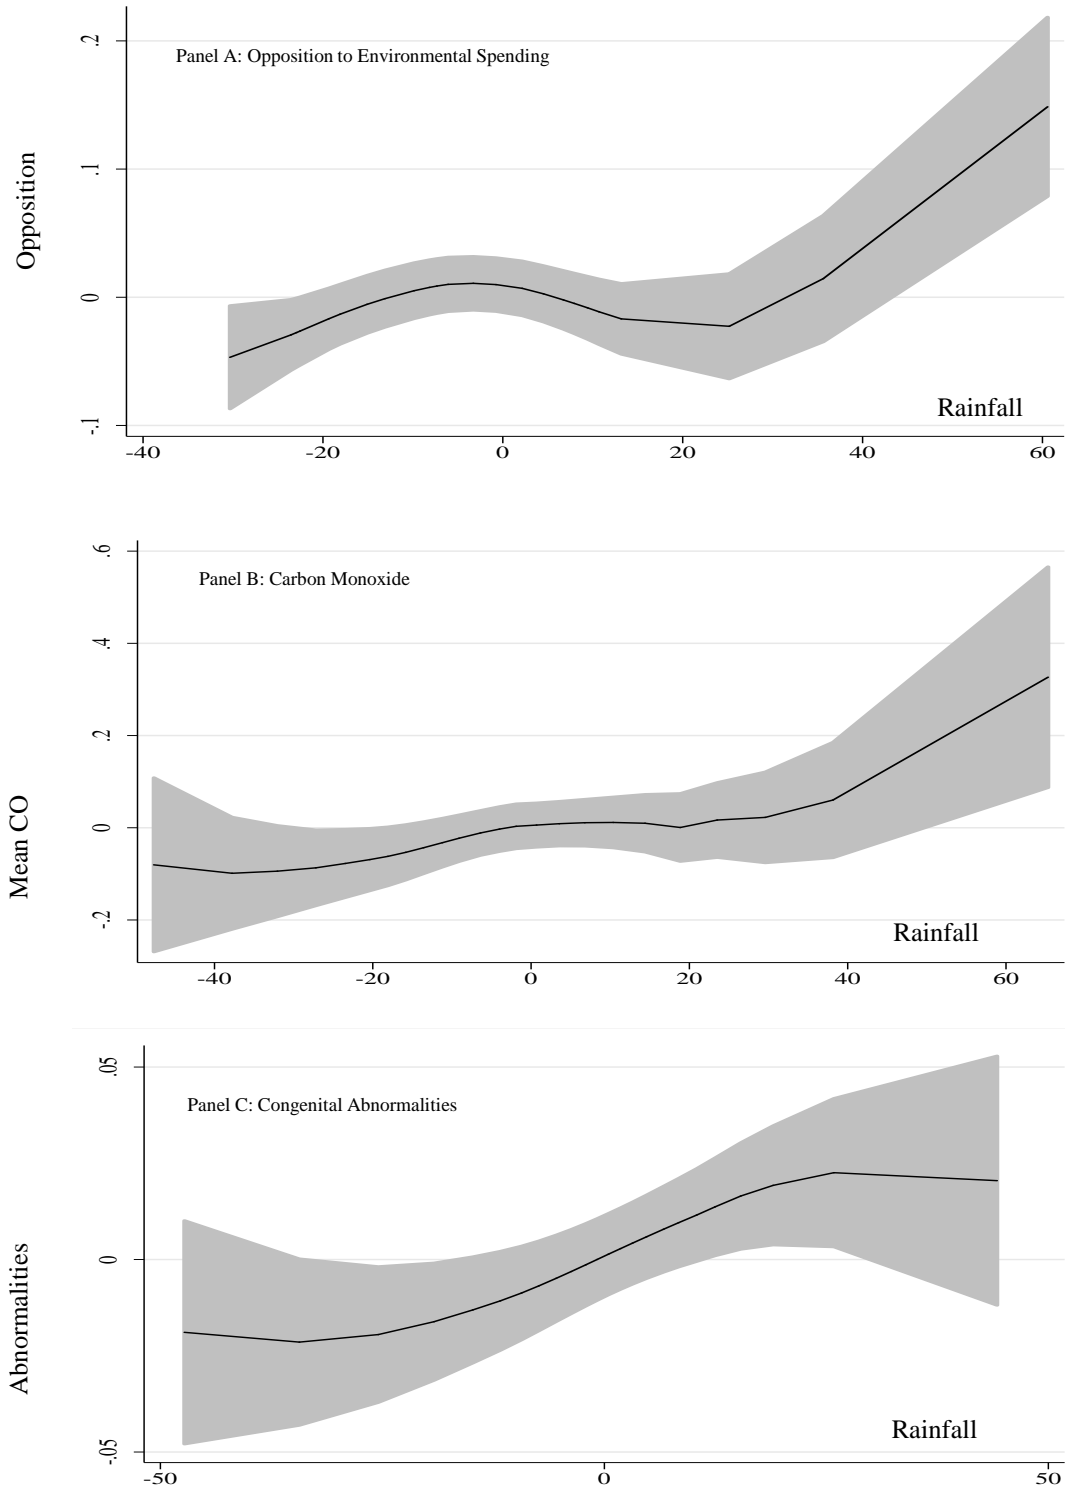 Panel A: Opposition to Environmental Spending
Opposition
.2
.1
0
-.1
Rainfall
-40 -20 0 20 40 60
Panel B: Carbon Monoxide
Mean CO
.6
.4
.2
0
-.2
Rainfall
-40 -20 0 20 40 60
Panel C: Congenital Abnormalities
Abnormalities
.05
0
-.05
Rainfall
-50 0 50